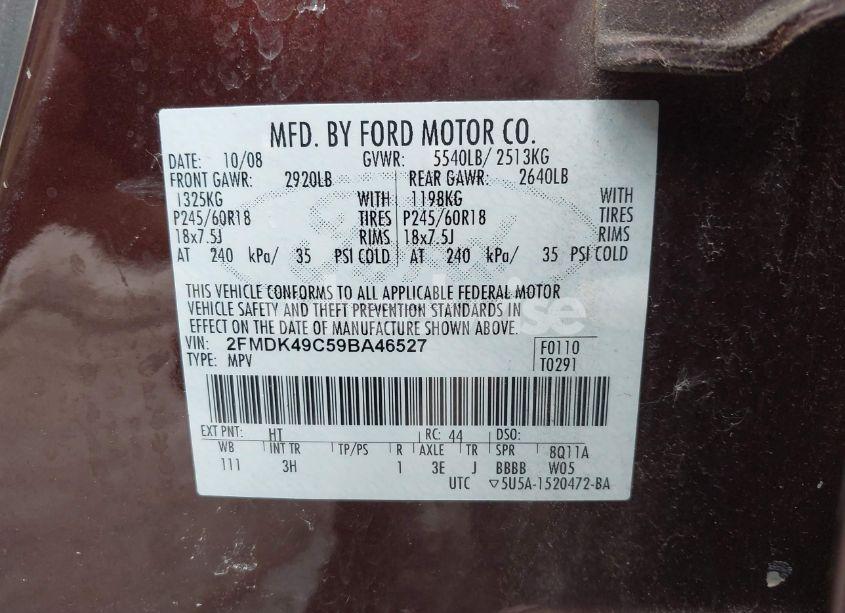 MFD. BY FORD MOTOR CO.
DATE: 10/08 GVWR: 5540LB/ 2513KG
FRONT GAWR: 2920LB REAR GAWR: 2640LB
1325KG WITH 1198KG WITH
P245/60R18 TIRES P245/60R18 TIRES
18x7.5J RIMS 18x7.5J RIMS
AT 240 kPa/ 35 PSI COLD AT 240 kPa/ 35 PSI COLD
THIS VEHICLE CONFORMS TO ALL APPLICABLE FEDERAL MOTOR
VEHICLE SAFETY AND THEFT PREVENTION STANDARDS IN
EFFECT ON THE DATE OF MANUFACTURE SHOWN ABOVE.
VIN: 2FMDK49C59BA46527 F0110
TYPE: MPV T0291
EXT PNT: HT RC: 44 DSO:
WB INT TR TP/PS R AXLE TR SPR 8Q11A
111 3H 1 3E J BBBB W05
UTC ▽5U5A-1520472-BA